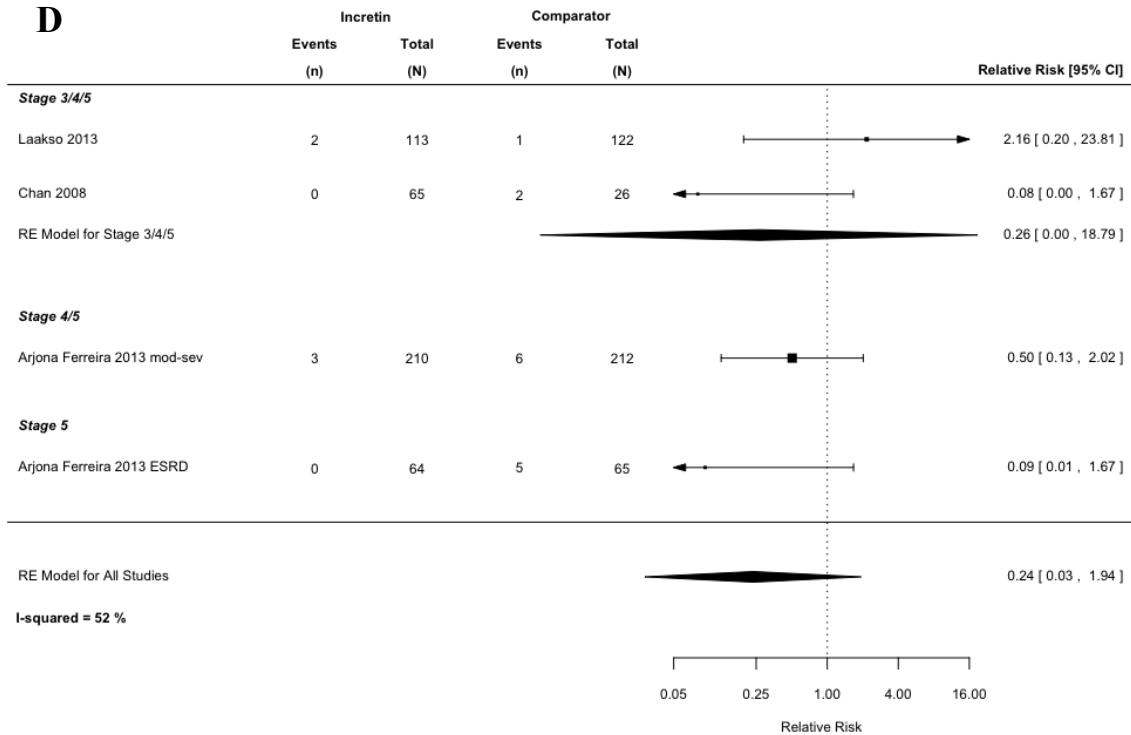 D
Incretin Comparator
Events Total Events Total
(n) (N) (n) (N) Relative Risk [95% CI]
Stage 3/4/5
Laakso 2013 2 113 1 122 2.16 [ 0.20 , 23.81 ]
Chan 2008 0 65 2 26 0.08 [ 0.00 , 1.67 ]
RE Model for Stage 3/4/5 0.26 [ 0.00 , 18.79 ]
Stage 4/5
Arjona Ferreira 2013 mod-sev 3 210 6 212 0.50 [ 0.13 , 2.02 ]
Stage 5
Arjona Ferreira 2013 ESRD 0 64 5 65 0.09 [ 0.01 , 1.67 ]
RE Model for All Studies 0.24 [ 0.03 , 1.94 ]
I-squared = 52 %
0.05 0.25 1.00 4.00 16.00
Relative Risk